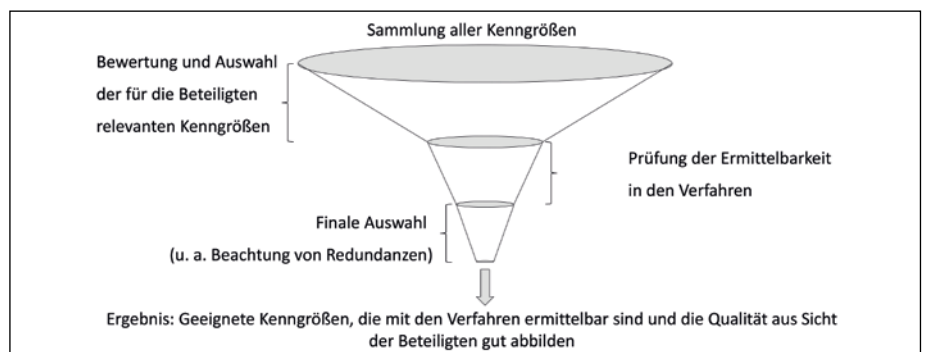 Sammlung aller Kenngrößen
Bewertung und Auswahl
der für die Beteiligten
relevanten Kenngrößen
Prüfung der Ermittelbarkeit
in den Verfahren
Finale Auswahl
(u. a. Beachtung von Redundanzen)
Ergebnis: Geeignete Kenngrößen, die mit den Verfahren ermittelbar sind und die Qualität aus Sicht
der Beteiligten gut abbilden